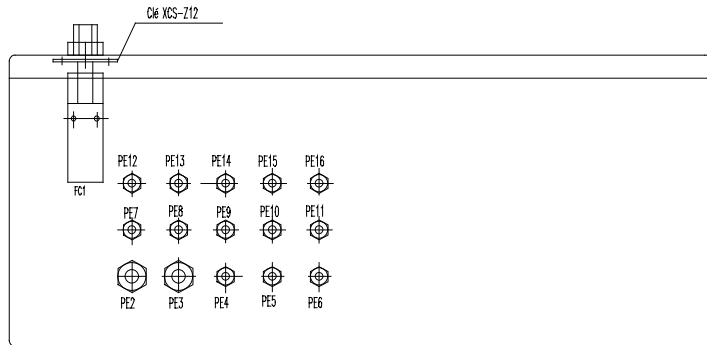 Clé XCS-Z12
FC1
PE12 PE13 PE14 PE15 PE16
PE7 PE8 PE9 PE10 PE11
PE2 PE3 PE4 PE5 PE6